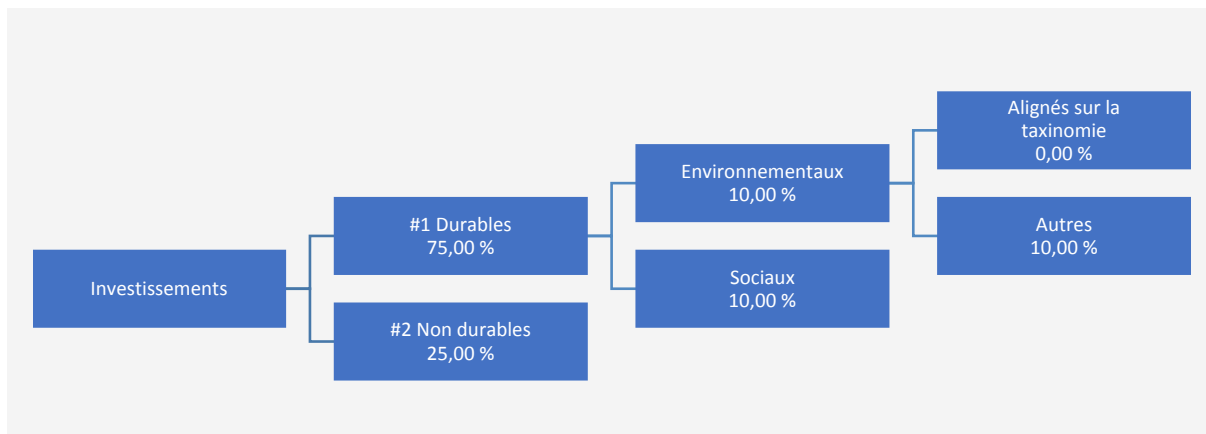 Investissements
#1 Durables
75,00 %
#2 Non durables
25,00 %
Environnementaux
10,00 %
Sociaux
10,00 %
Alignés sur la
taxinomie
0,00 %
Autres
10,00 %